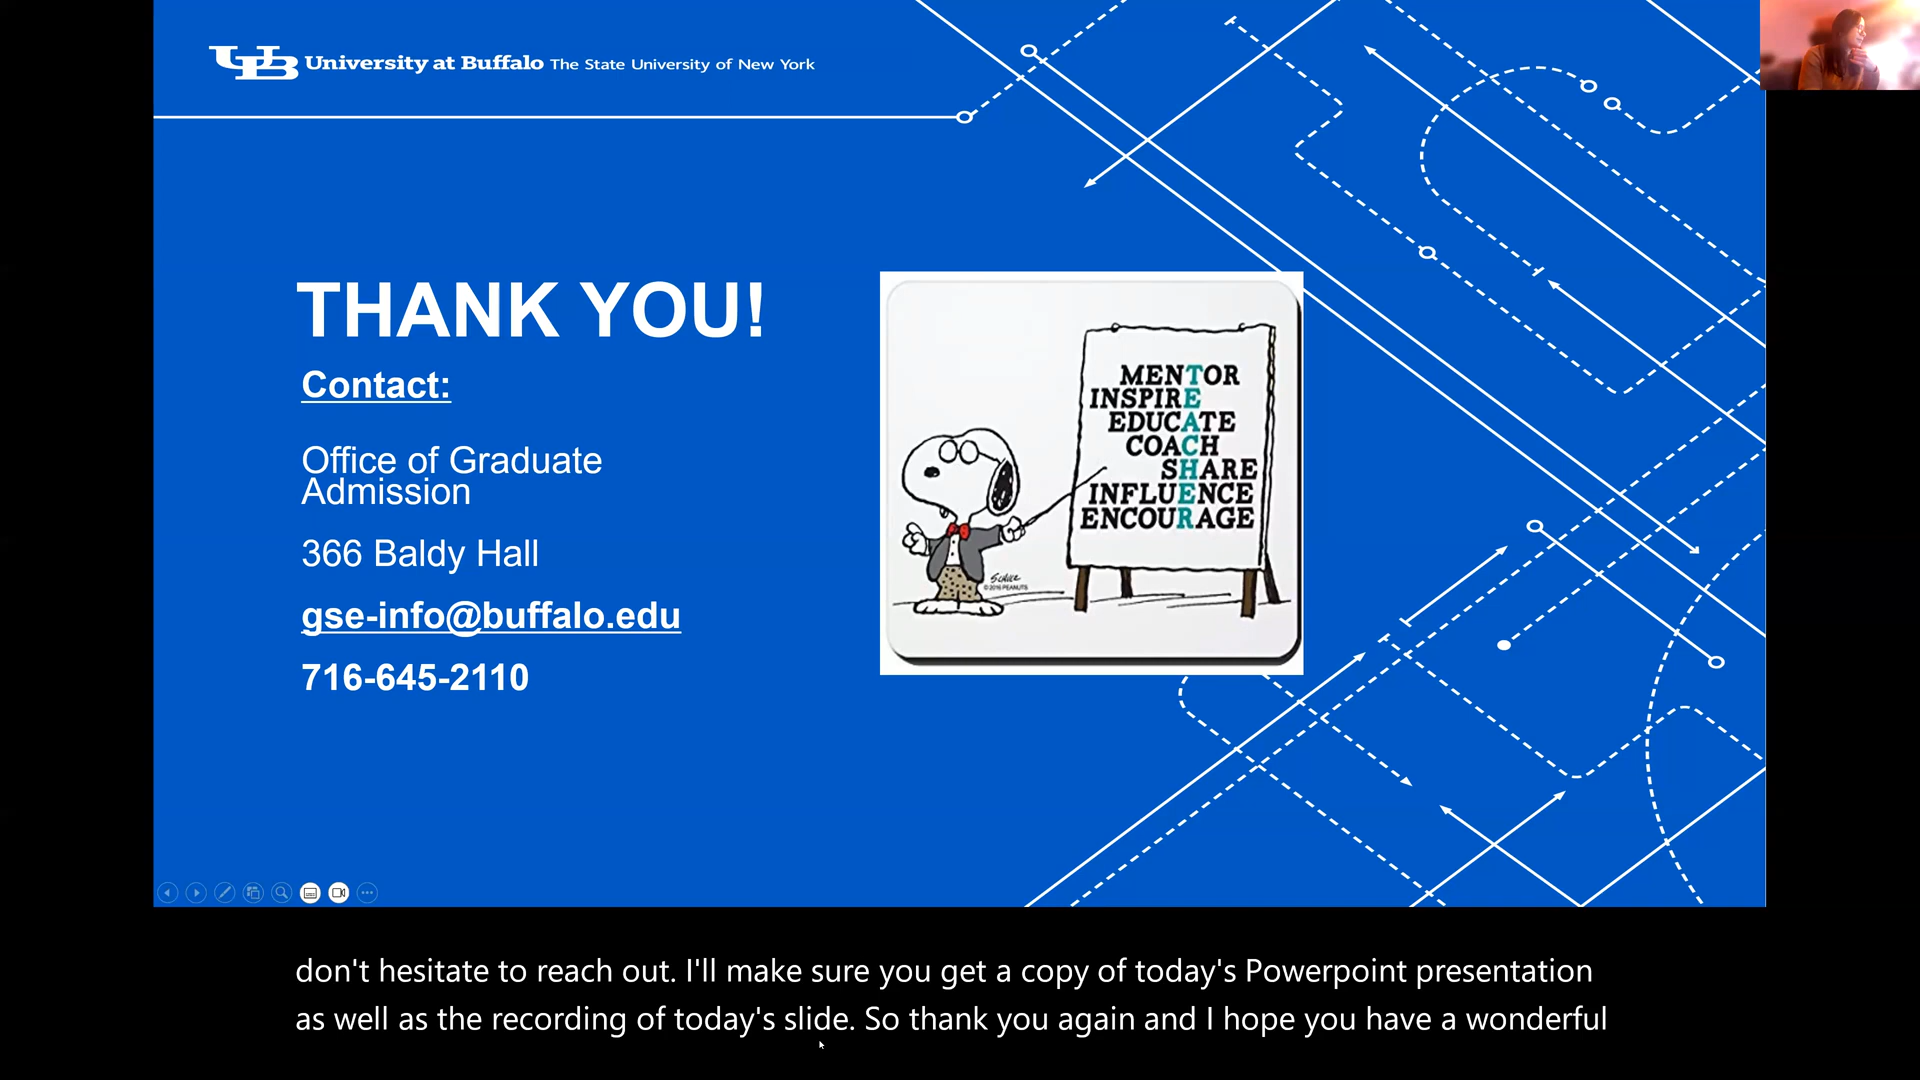 University at Buffalo The State University of New York
THANK YOU!
Contact:
Office of Graduate
Admission
366 Baldy Hall
gse-info@buffalo.edu
716-645-2110
MENTOR
INSPIRE
EDUCATE
COACH
SHARE
INFLUENCE
ENCOURAGE
© 2016 PEANUTS
don't hesitate to reach out. I'll make sure you get a copy of today's Powerpoint presentation
as well as the recording of today's slide. So thank you again and I hope you have a wonderful